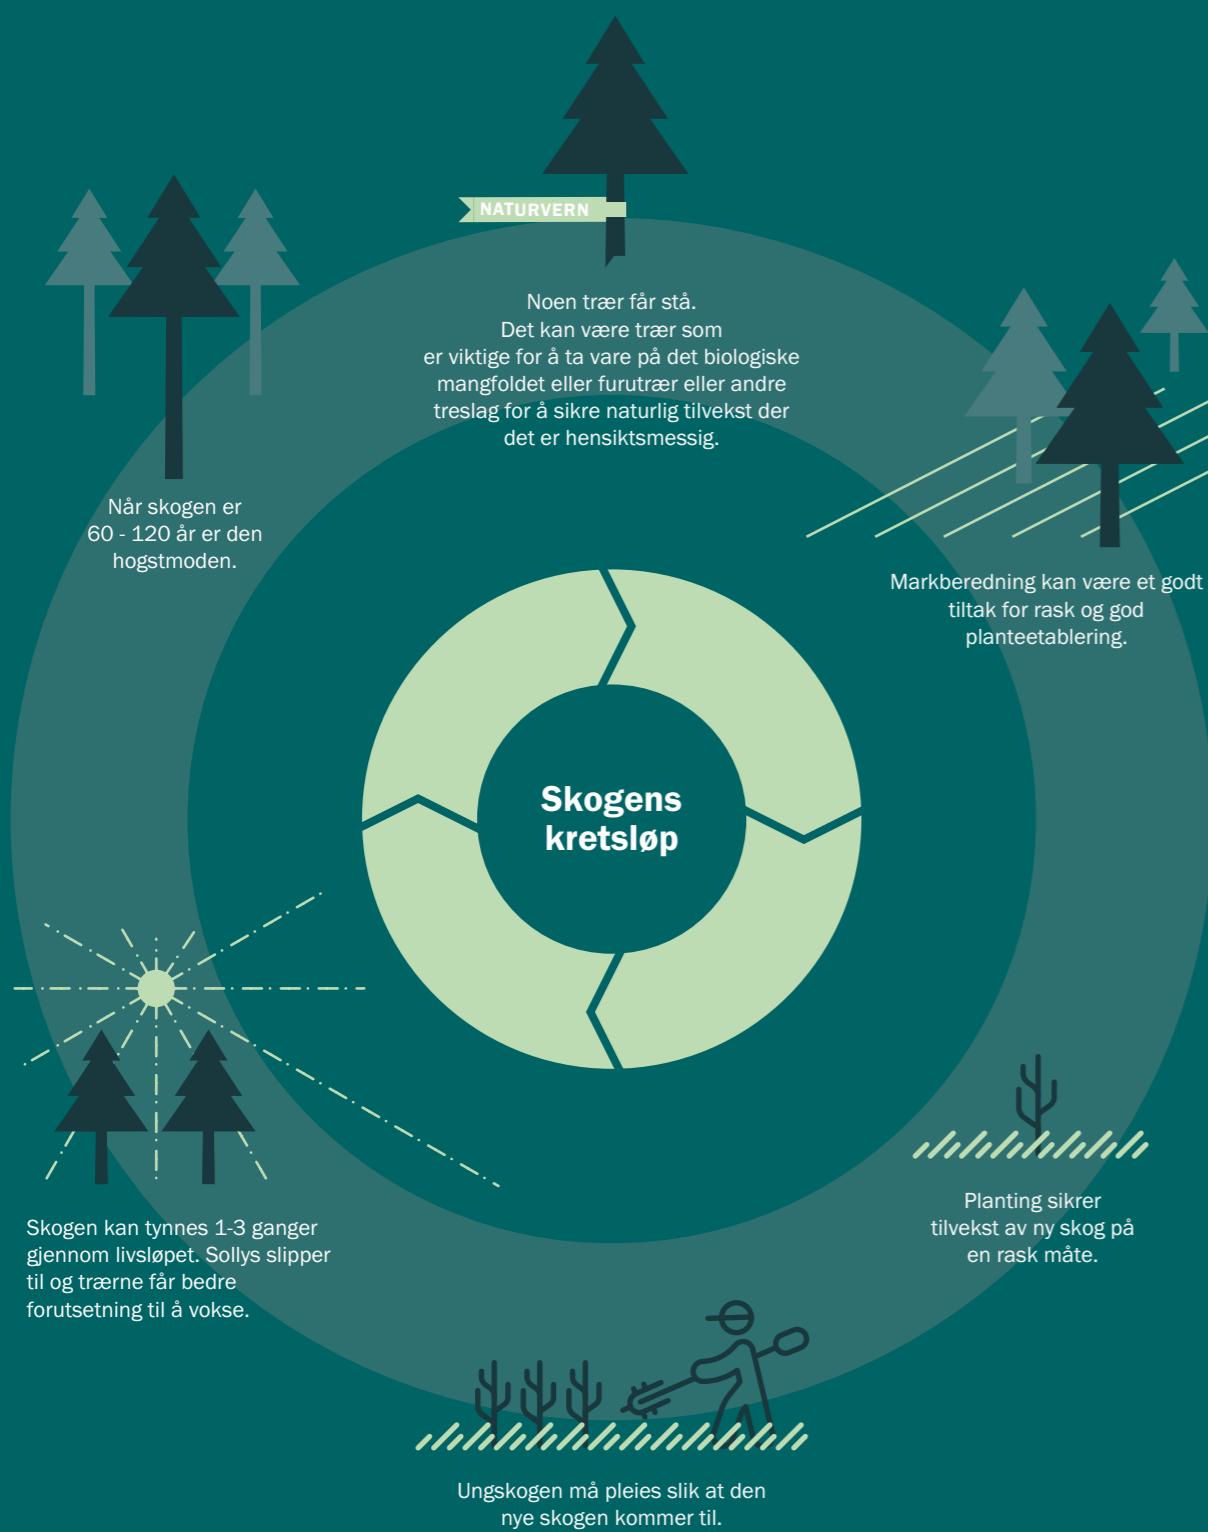 NATURVERN
Noen trær får stå.
Det kan være trær som
er viktige for å ta vare på det biologiske
mangfoldet eller furutrær eller andre
treslag for å sikre naturlig tilvekst der
det er hensiktsmessig.
Når skogen er
60 - 120 år er den
hogstmoden.
Markberedning kan være et godt
tiltak for rask og god
planteetablering.
Skogens
kretsløp
Planting sikrer
tilvekst av ny skog på
en rask måte.
Skogen kan tynnes 1-3 ganger
gjennom livsløpet. Sollys slipper
til og trærne får bedre
forutsetning til å vokse.
Ungskogen må pleies slik at den
nye skogen kommer til.